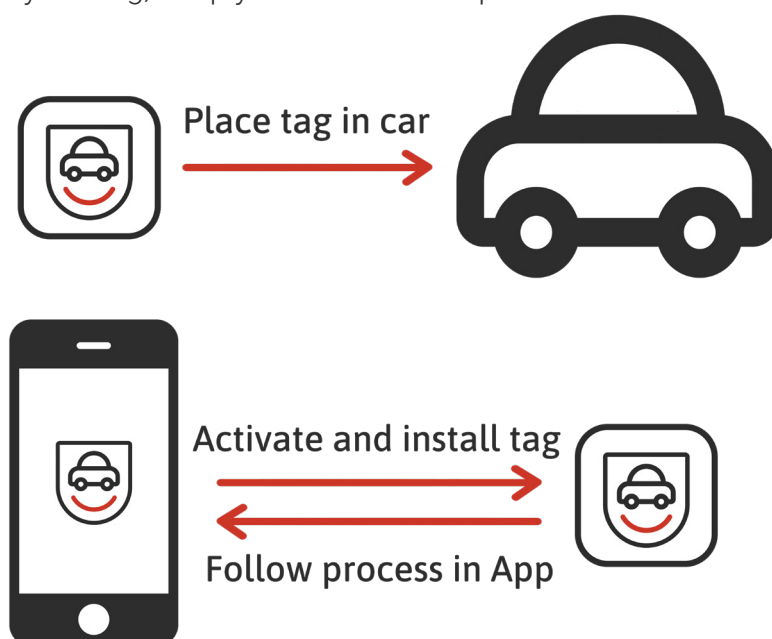 Place tag in car
Activate and install tag
Follow process in App